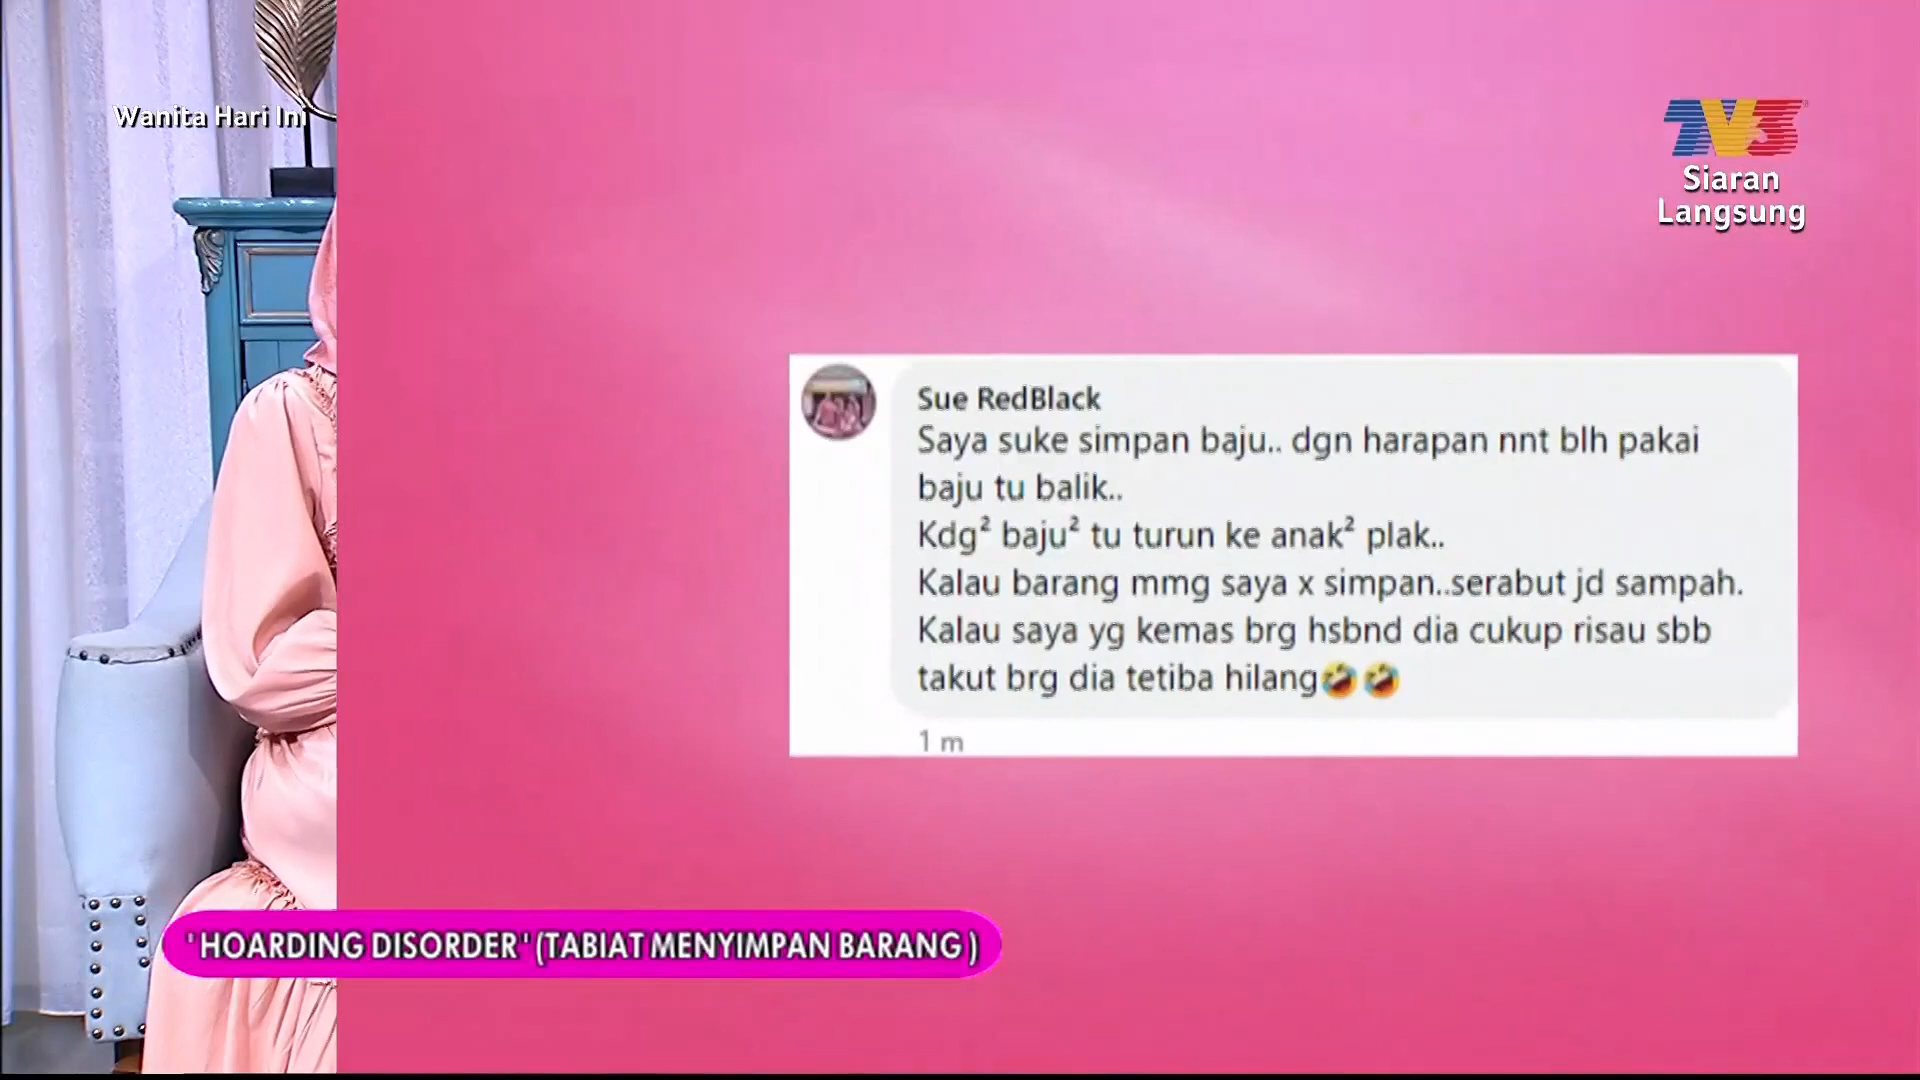 Wanita Hari Ini
TV3
Siaran
Langsung
Sue RedBlack
Saya suke simpan baju.. dgn harapan nnt blh pakai
baju tu balik..
Kdg² baju² tu turun ke anak² plak..
Kalau barang mmg saya x simpan..serabut jd sampah.
Kalau saya yg kemas brg hsbnd dia cukup risau sbb
takut brg dia tetiba hilang🤣🤣
1 m
'HOARDING DISORDER' (TABIAT MENYIMPAN BARANG)